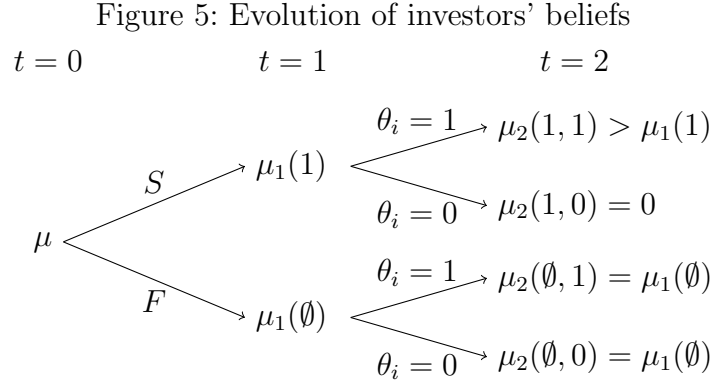 Figure 5: Evolution of investors' beliefs
t = 0 t = 1 t = 2
θ_i = 1 μ_2(1, 1) > μ_1(1)
S μ_1(1)
θ_i = 0 μ_2(1, 0) = 0
μ
θ_i = 1 μ_2(∅, 1) = μ_1(∅)
F μ_1(∅)
θ_i = 0 μ_2(∅, 0) = μ_1(∅)